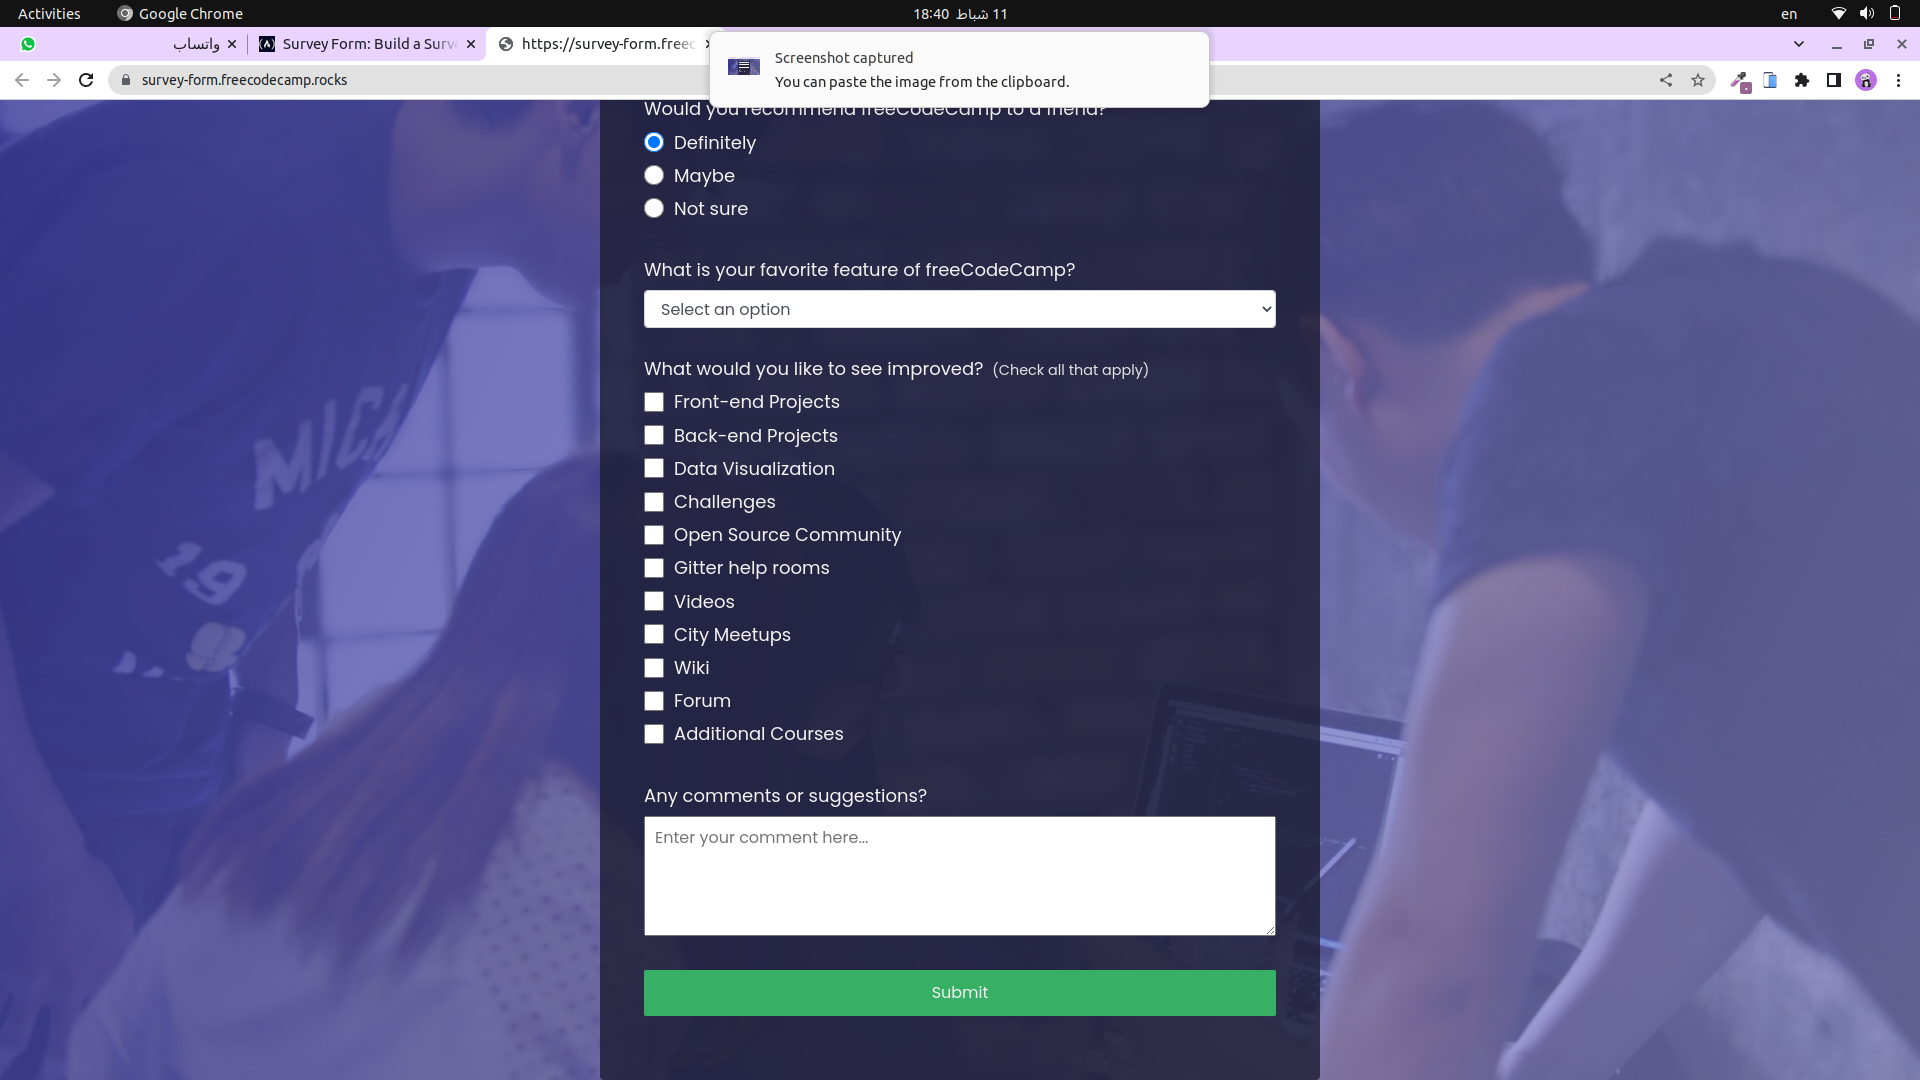 Activities
Google Chrome
11 شباط 18:40
en
واتساب
Survey Form: Build a Surve
https://survey-form.freec
survey-form.freecodecamp.rocks
Screenshot captured
You can paste the image from the clipboard.
Would you recommend freeCodeCamp to a friend?
Definitely
Maybe
Not sure
What is your favorite feature of freeCodeCamp?
Select an option
What would you like to see improved? (Check all that apply)
Front-end Projects
Back-end Projects
Data Visualization
Challenges
Open Source Community
Gitter help rooms
Videos
City Meetups
Wiki
Forum
Additional Courses
Any comments or suggestions?
Enter your comment here...
Submit
MICH
19